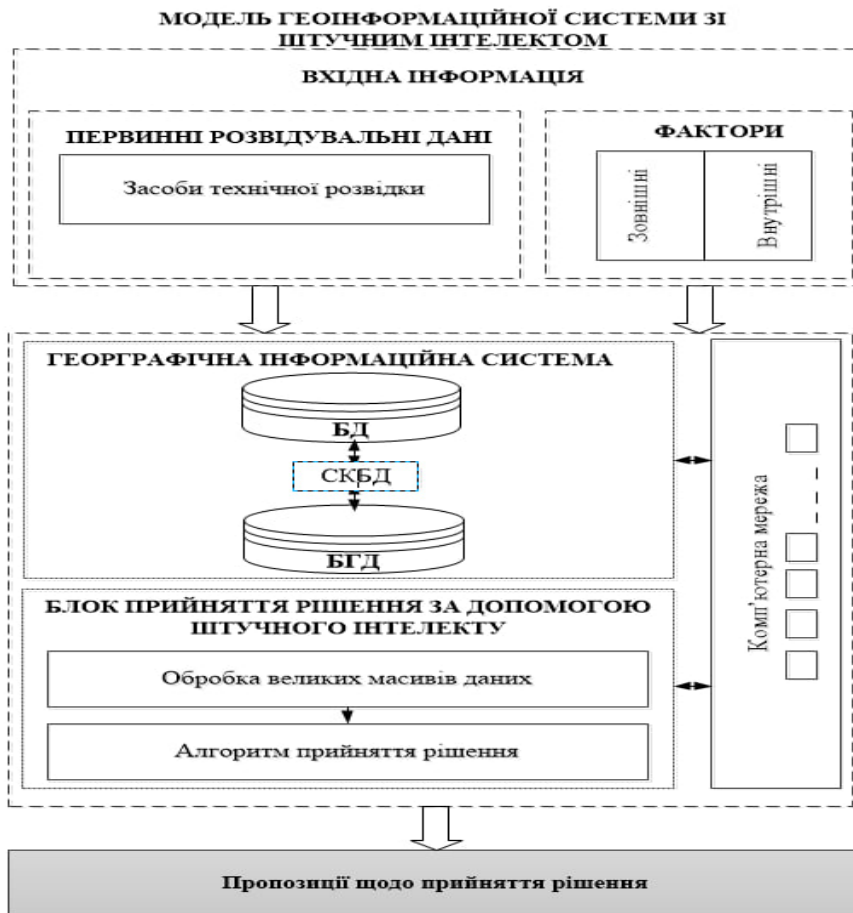 МОДЕЛЬ ГЕОІНФОРМАЦІЙНОЇ СИСТЕМИ ЗІ
ШТУЧНИМ ІНТЕЛЕКТОМ
ВХІДНА ІНФОРМАЦІЯ
ПЕРВИННІ РОЗВІДУВАЛЬНІ ДАНІ
Засоби технічної розвідки
ФАКТОРИ
Зовнішні
Внутрішні
ГЕОРГРАФІЧНА ІНФОРМАЦІЙНА СИСТЕМА
БД
СКБД
БГД
БЛОК ПРИЙНЯТТЯ РІШЕННЯ ЗА ДОПОМОГОЮ
ШТУЧНОГО ІНТЕЛЕКТУ
Обробка великих масивів даних
Алгоритм прийняття рішення
Комп'ютерна мережа
Пропозиції щодо прийняття рішення